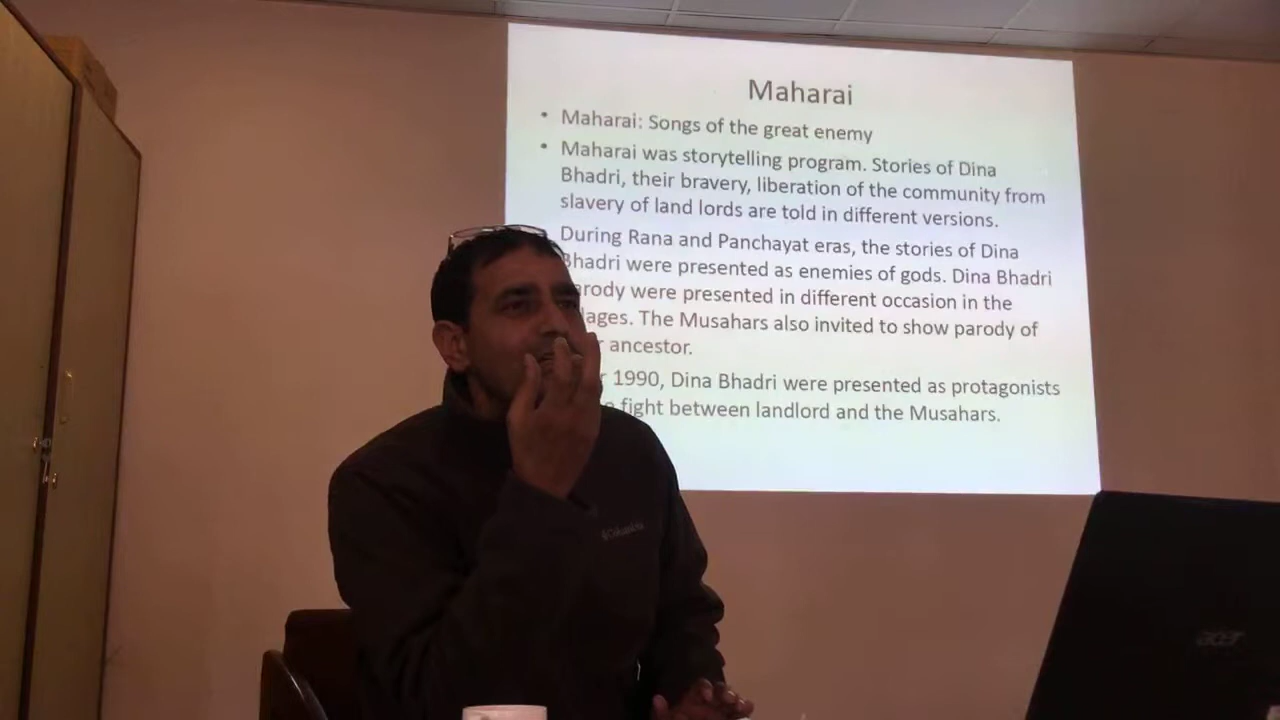 Maharai
• Maharai: Songs of the great enemy
• Maharai was storytelling program. Stories of Dina
Bhadri, their bravery, liberation of the community from
slavery of land lords are told in different versions.
During Rana and Panchayat eras, the stories of Dina
Bhadri were presented as enemies of gods. Dina Bhadri
arody were presented in different occasion in the
lages. The Musahars also invited to show parody of
r ancestor.
r 1990, Dina Bhadri were presented as protagonists
fight between landlord and the Musahars.
Columbia
acer